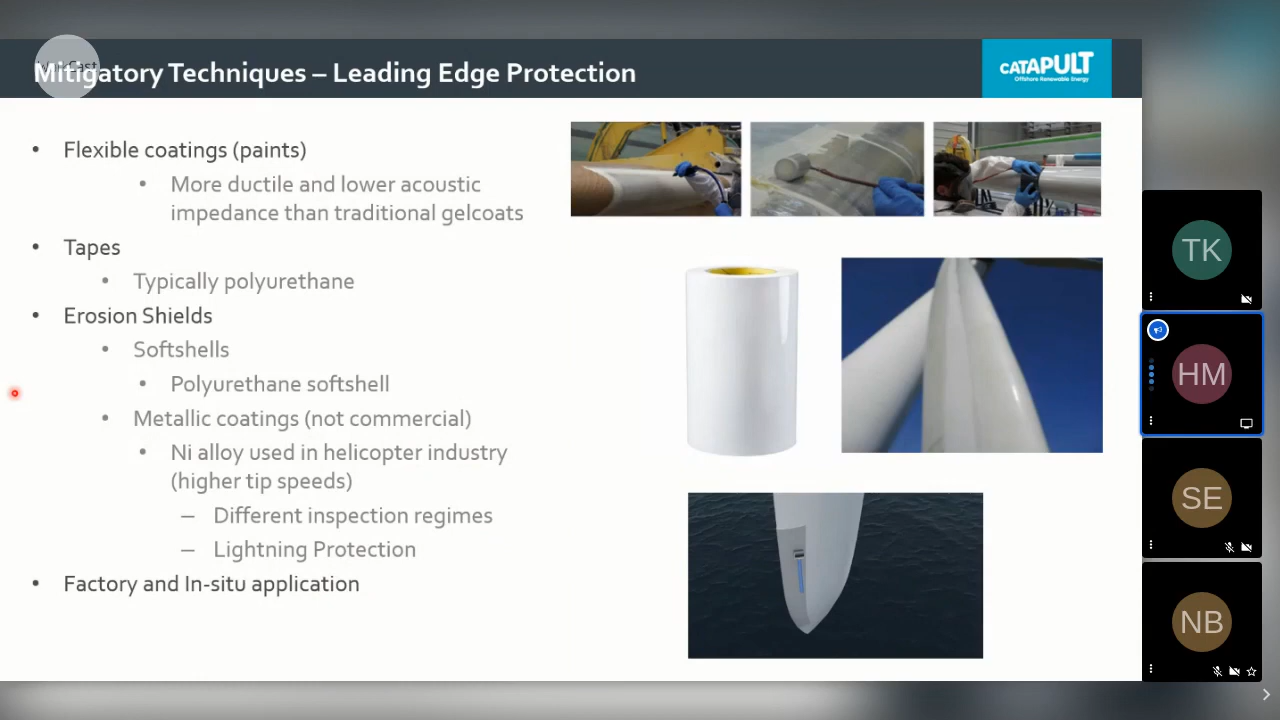 Mitigatory Techniques – Leading Edge Protection
CATAPULT
Offshore Renewable Energy
• Flexible coatings (paints)
• More ductile and lower acoustic
impedance than traditional gelcoats
• Tapes
• Typically polyurethane
• Erosion Shields
• Softshells
• Polyurethane softshell
• Metallic coatings (not commercial)
• Ni alloy used in helicopter industry
(higher tip speeds)
– Different inspection regimes
– Lightning Protection
• Factory and In-situ application
TK
HM
SE
NB